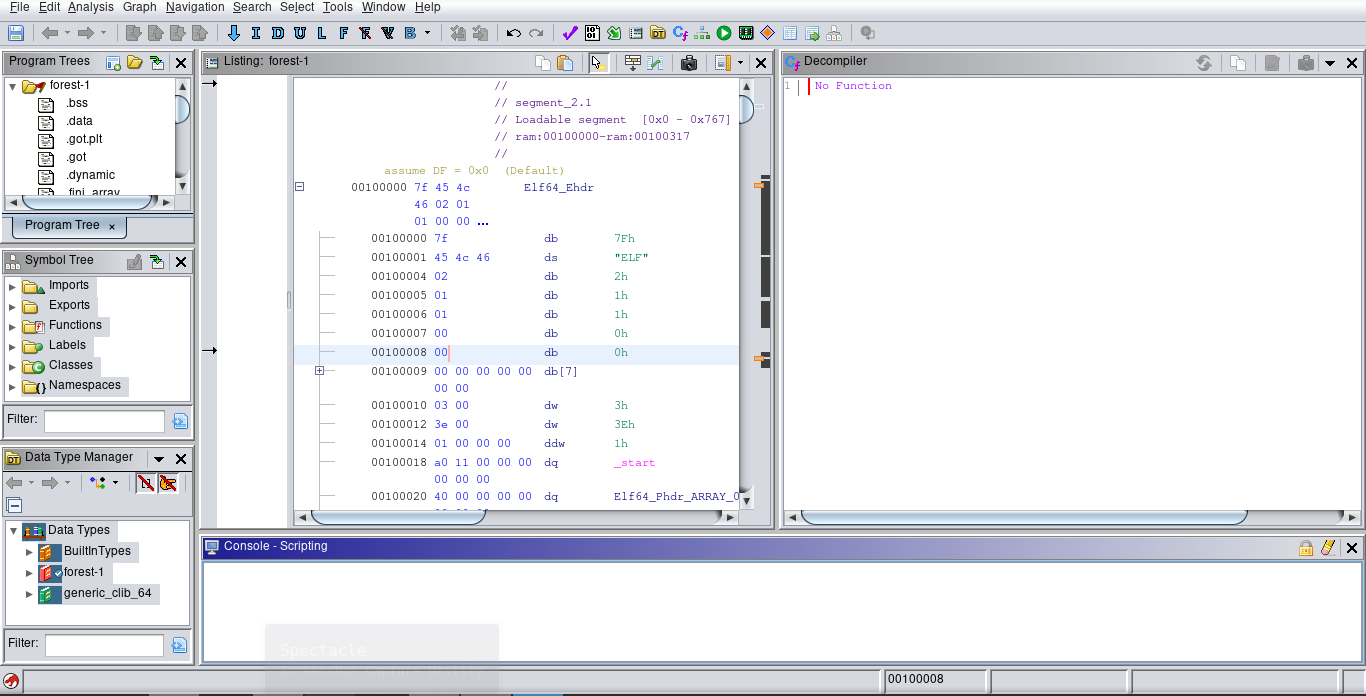 File Edit Analysis Graph Navigation Search Select Tools Window Help
I D U L F F V B
Program Trees
forest-1
.bss
.data
.got.plt
.got
.dynamic
.fini_array
Program Tree ×
Symbol Tree
Imports
Exports
Functions
Labels
Classes
Namespaces
Filter:
Data Type Manager
Data Types
BuiltInTypes
forest-1
generic_clib_64
Filter:
Listing: forest-1
//
// segment_2.1
// Loadable segment [0x0 - 0x767]
// ram:00100000-ram:00100317
//
assume DF = 0x0 (Default)
00100000 7f 45 4c Elf64_Ehdr
46 02 01
01 00 00 ...
00100000 7f db 7Fh
00100001 45 4c 46 ds "ELF"
00100004 02 db 2h
00100005 01 db 1h
00100006 01 db 1h
00100007 00 db 0h
00100008 00 db 0h
00100009 00 00 00 00 00 db[7]
00 00
00100010 03 00 dw 3h
00100012 3e 00 dw 3Eh
00100014 01 00 00 00 ddw 1h
00100018 a0 11 00 00 00 dq _start
00 00 00
00100020 40 00 00 00 00 dq Elf64_Phdr_ARRAY_0
Decompiler
1 No Function
Console - Scripting
Spectacle
00100008